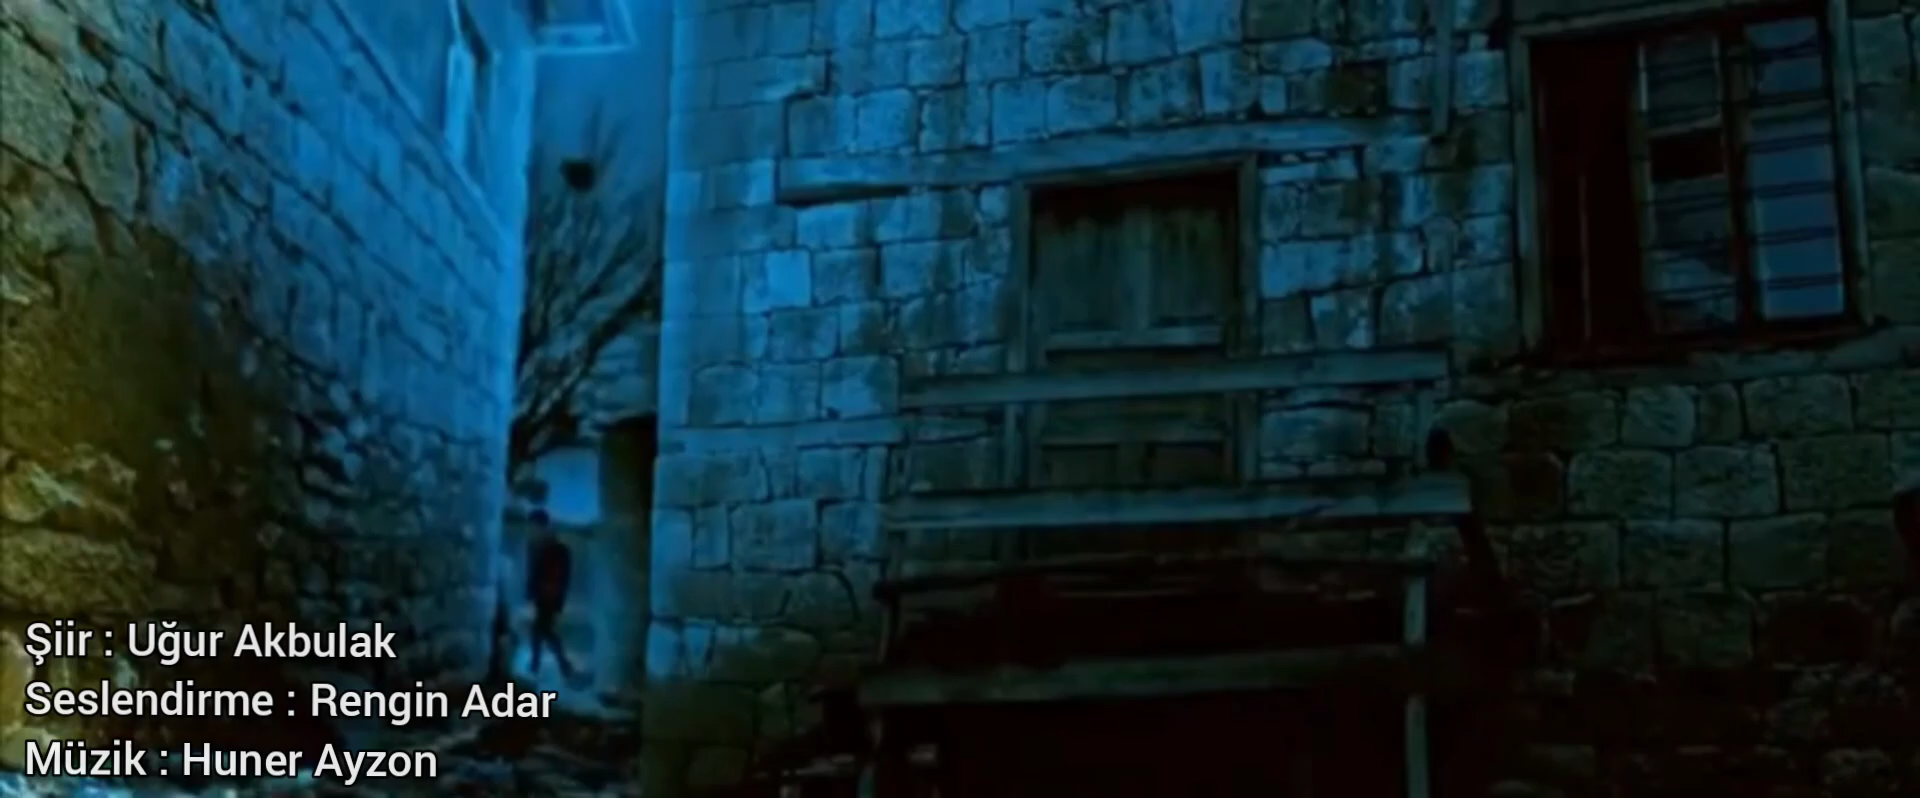 Şiir : Uğur Akbulak
Seslendirme : Rengin Adar
Müzik : Huner Ayzon